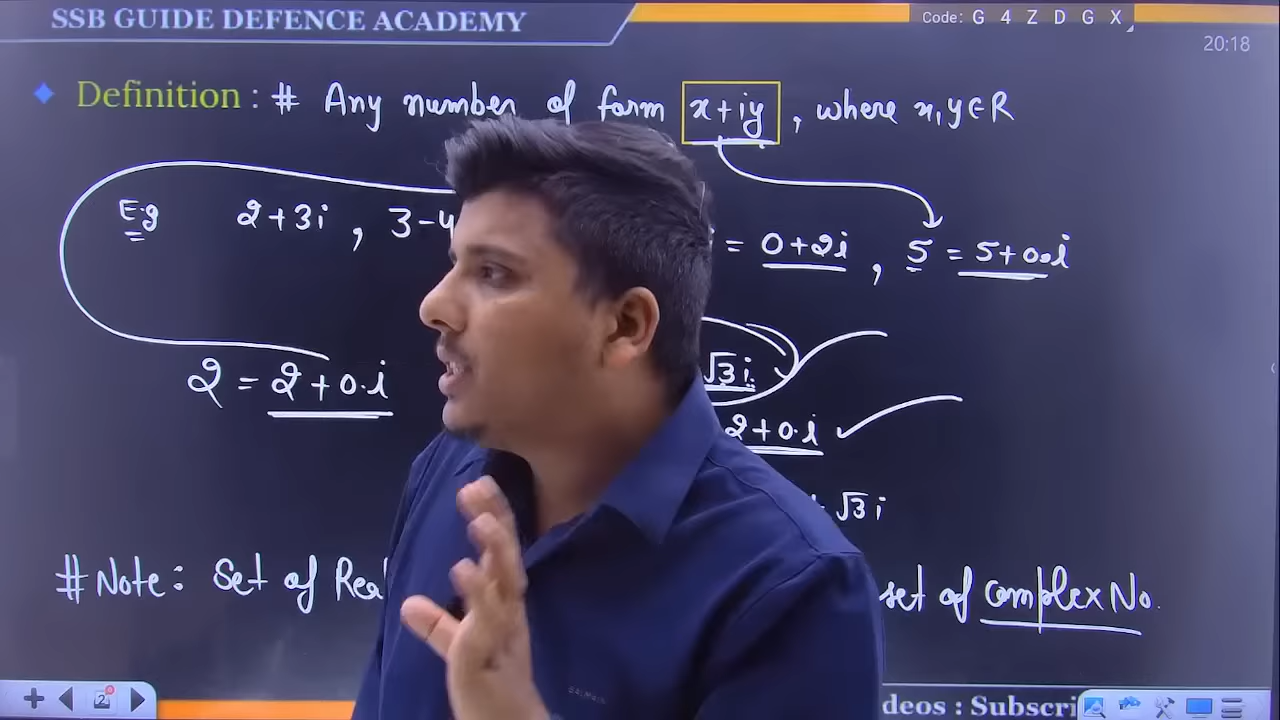 SSB GUIDE DEFENCE ACADEMY
Code: G 4 Z D G X
20:18
Definition : # Any number of form x+iy , where x,y∈R
E.g 2+3i , 3-4 i = 0+2i , 5 = 5+0.i
2 = 2+0.i
√3i
2+0.i
√3i
#Note: Set of Rea set of complex No.
deos : Subscri
BALMAIN